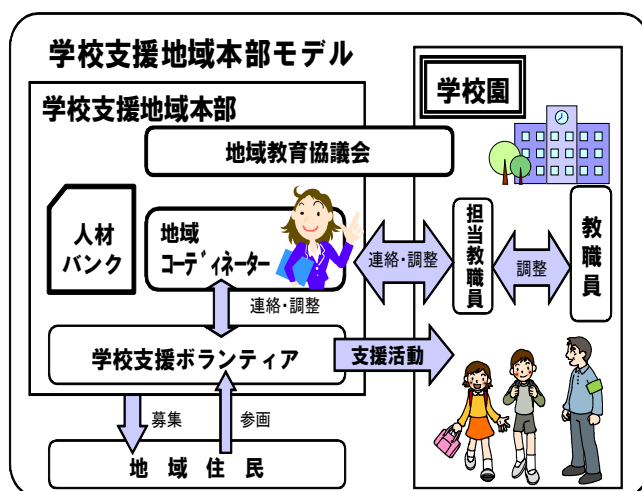 学校支援地域本部モデル
学校支援地域本部
学校園
地域教育協議会
人材
バンク
地域
コーディネーター
連絡・調整
担当教職員
調整
教職員
連絡・調整
学校支援ボランティア
支援活動
募集
参画
地域住民